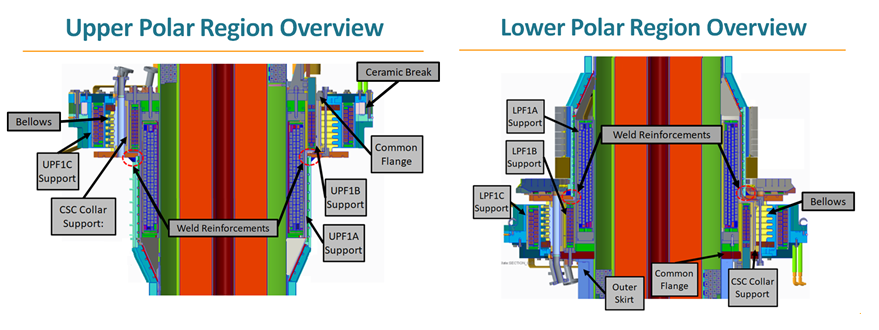 Upper Polar Region Overview
Ceramic Break
Bellows
UPF1C
Support
Common
Flange
CSC Collar
Support:
UPF1B
Support
Weld Reinforcements
UPF1A
Support
Lower Polar Region Overview
LPF1A
Support
Weld Reinforcements
LPF1B
Support
LPF1C
Support
Bellows
Common
Flange
CSC Collar
Support
Outer
Skirt